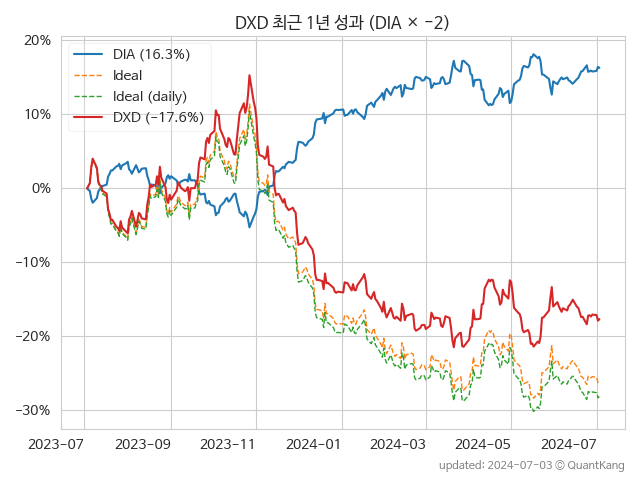 DXD 최근 1년 성과 (DIA × −2)
DIA (16.3%)
Ideal
Ideal (daily)
DXD (−17.6%)
20%
10%
0%
−10%
−20%
−30%
2023-07
2023-09
2023-11
2024-01
2024-03
2024-05
2024-07
updated: 2024-07-03 © QuantKang